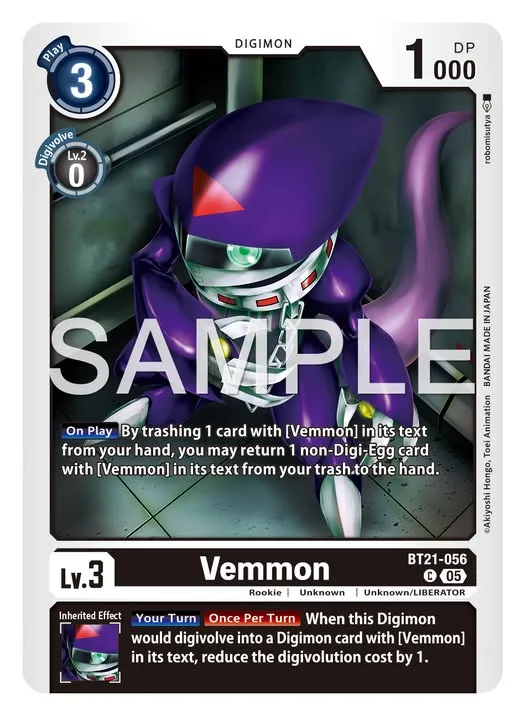 DIGIMON
Play
3
1000
DP
Digivolve
Lv.2
0
robomisutya
SAMPLE
©Akiyoshi Hongo, Toei Animation BANDAI MADE IN JAPAN
On Play By trashing 1 card with [Vemmon] in its text
from your hand, you may return 1 non-Digi-Egg card
with [Vemmon] in its text from your trash to the hand.
Lv.3
Vemmon
BT21-056
C 05
Rookie | Unknown | Unknown/LIBERATOR
Inherited Effect
Your Turn Once Per Turn When this Digimon
would digivolve into a Digimon card with [Vemmon]
in its text, reduce the digivolution cost by 1.